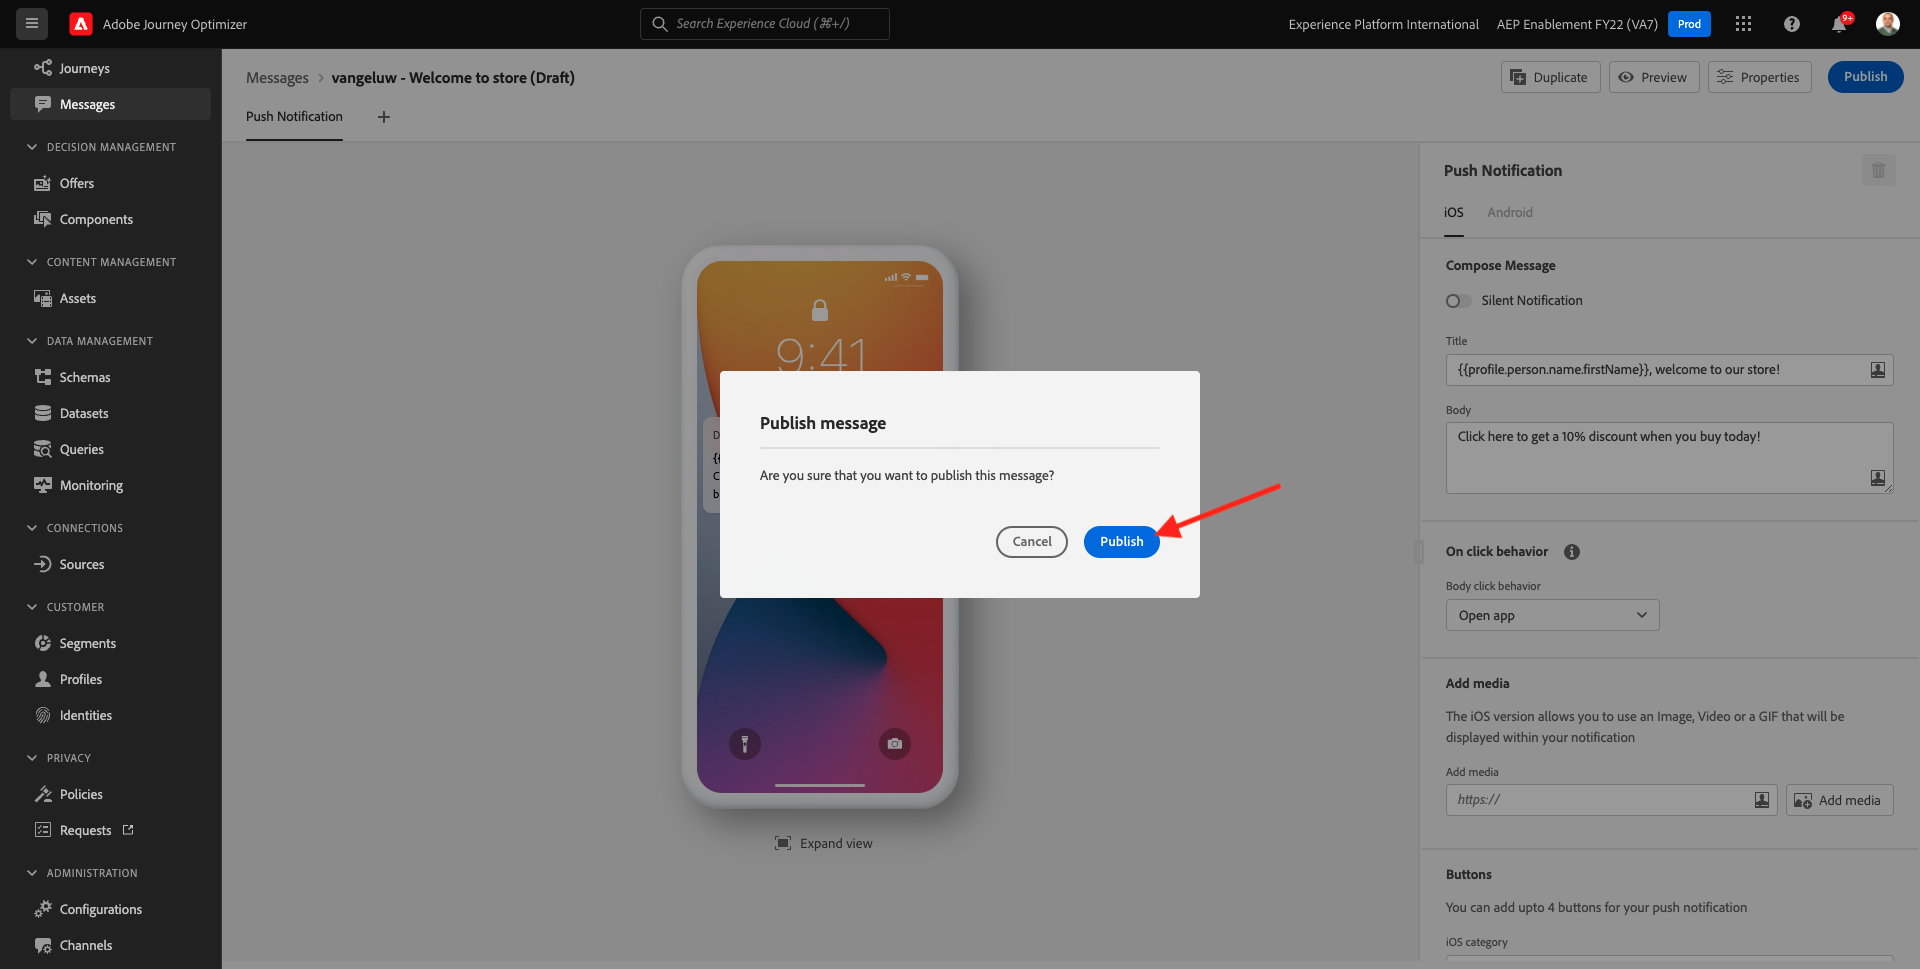 Adobe Journey Optimizer
Search Experience Cloud (⌘+/)
Experience Platform International
AEP Enablement FY22 (VA7)
Prod
9+
Journeys
Messages
DECISION MANAGEMENT
Offers
Components
CONTENT MANAGEMENT
Assets
DATA MANAGEMENT
Schemas
Datasets
Queries
Monitoring
CONNECTIONS
Sources
CUSTOMER
Segments
Profiles
Identities
PRIVACY
Policies
Requests
ADMINISTRATION
Configurations
Channels
Messages > vangeluw - Welcome to store (Draft)
Duplicate
Preview
Properties
Publish
Push Notification
9:41
Publish message
Are you sure that you want to publish this message?
Cancel
Publish
Expand view
Push Notification
iOS
Android
Compose Message
Silent Notification
Title
{{profile.person.name.firstName}}, welcome to our store!
Body
Click here to get a 10% discount when you buy today!
On click behavior
Body click behavior
Open app
Add media
The iOS version allows you to use an Image, Video or a GIF that will be
displayed within your notification
Add media
https://
Add media
Buttons
You can add upto 4 buttons for your push notification
iOS category